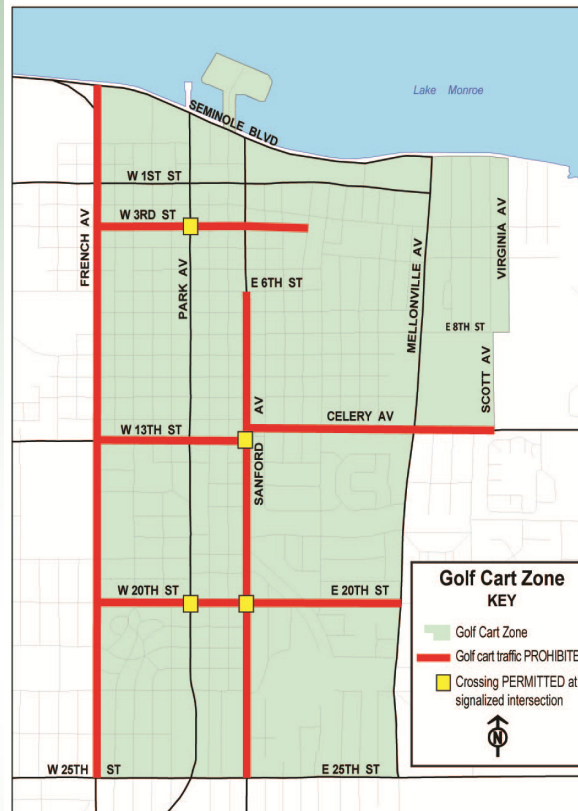 Lake Monroe
SEMINOLE BLVD
W 1ST ST
W 3RD ST
FRENCH AV
PARK AV
E 6TH ST
MELLONVILLE AV
VIRGINIA AV
E 8TH ST
SCOTT AV
CELERY AV
W 13TH ST
SANFORD AV
W 20TH ST
E 20TH ST
Golf Cart Zone
KEY
Golf Cart Zone
Golf cart traffic PROHIBITE
Crossing PERMITTED at
signalized intersection
N
W 25TH ST
E 25TH ST